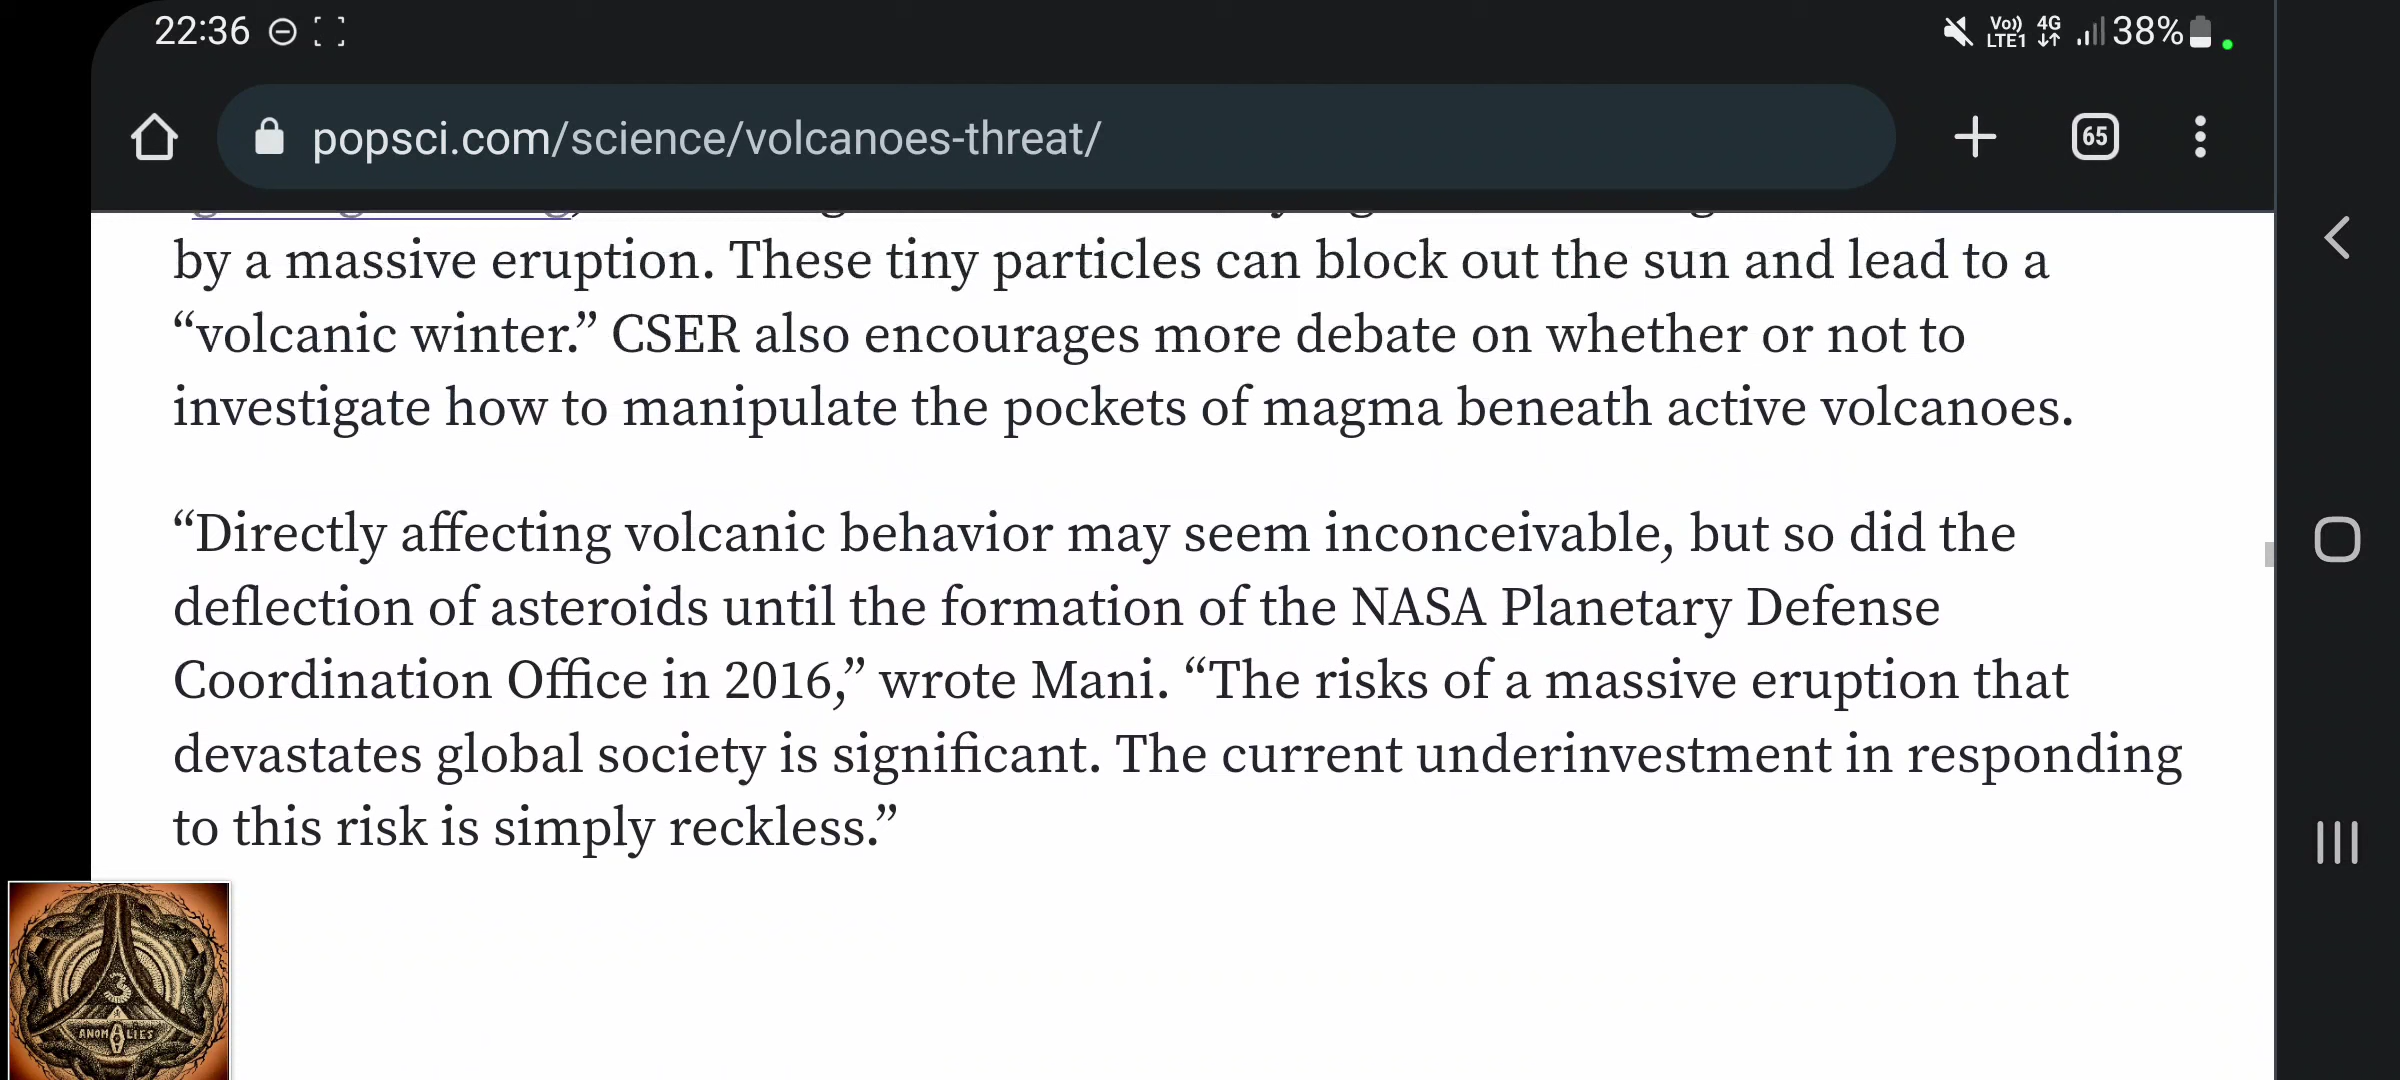 22:36
Vo)) LTE1 4G 38%
popsci.com/science/volcanoes-threat/
65
by a massive eruption. These tiny particles can block out the sun and lead to a
“volcanic winter.” CSER also encourages more debate on whether or not to
investigate how to manipulate the pockets of magma beneath active volcanoes.
“Directly affecting volcanic behavior may seem inconceivable, but so did the
deflection of asteroids until the formation of the NASA Planetary Defense
Coordination Office in 2016,” wrote Mani. “The risks of a massive eruption that
devastates global society is significant. The current underinvestment in responding
to this risk is simply reckless.”
3
ANOMALIES